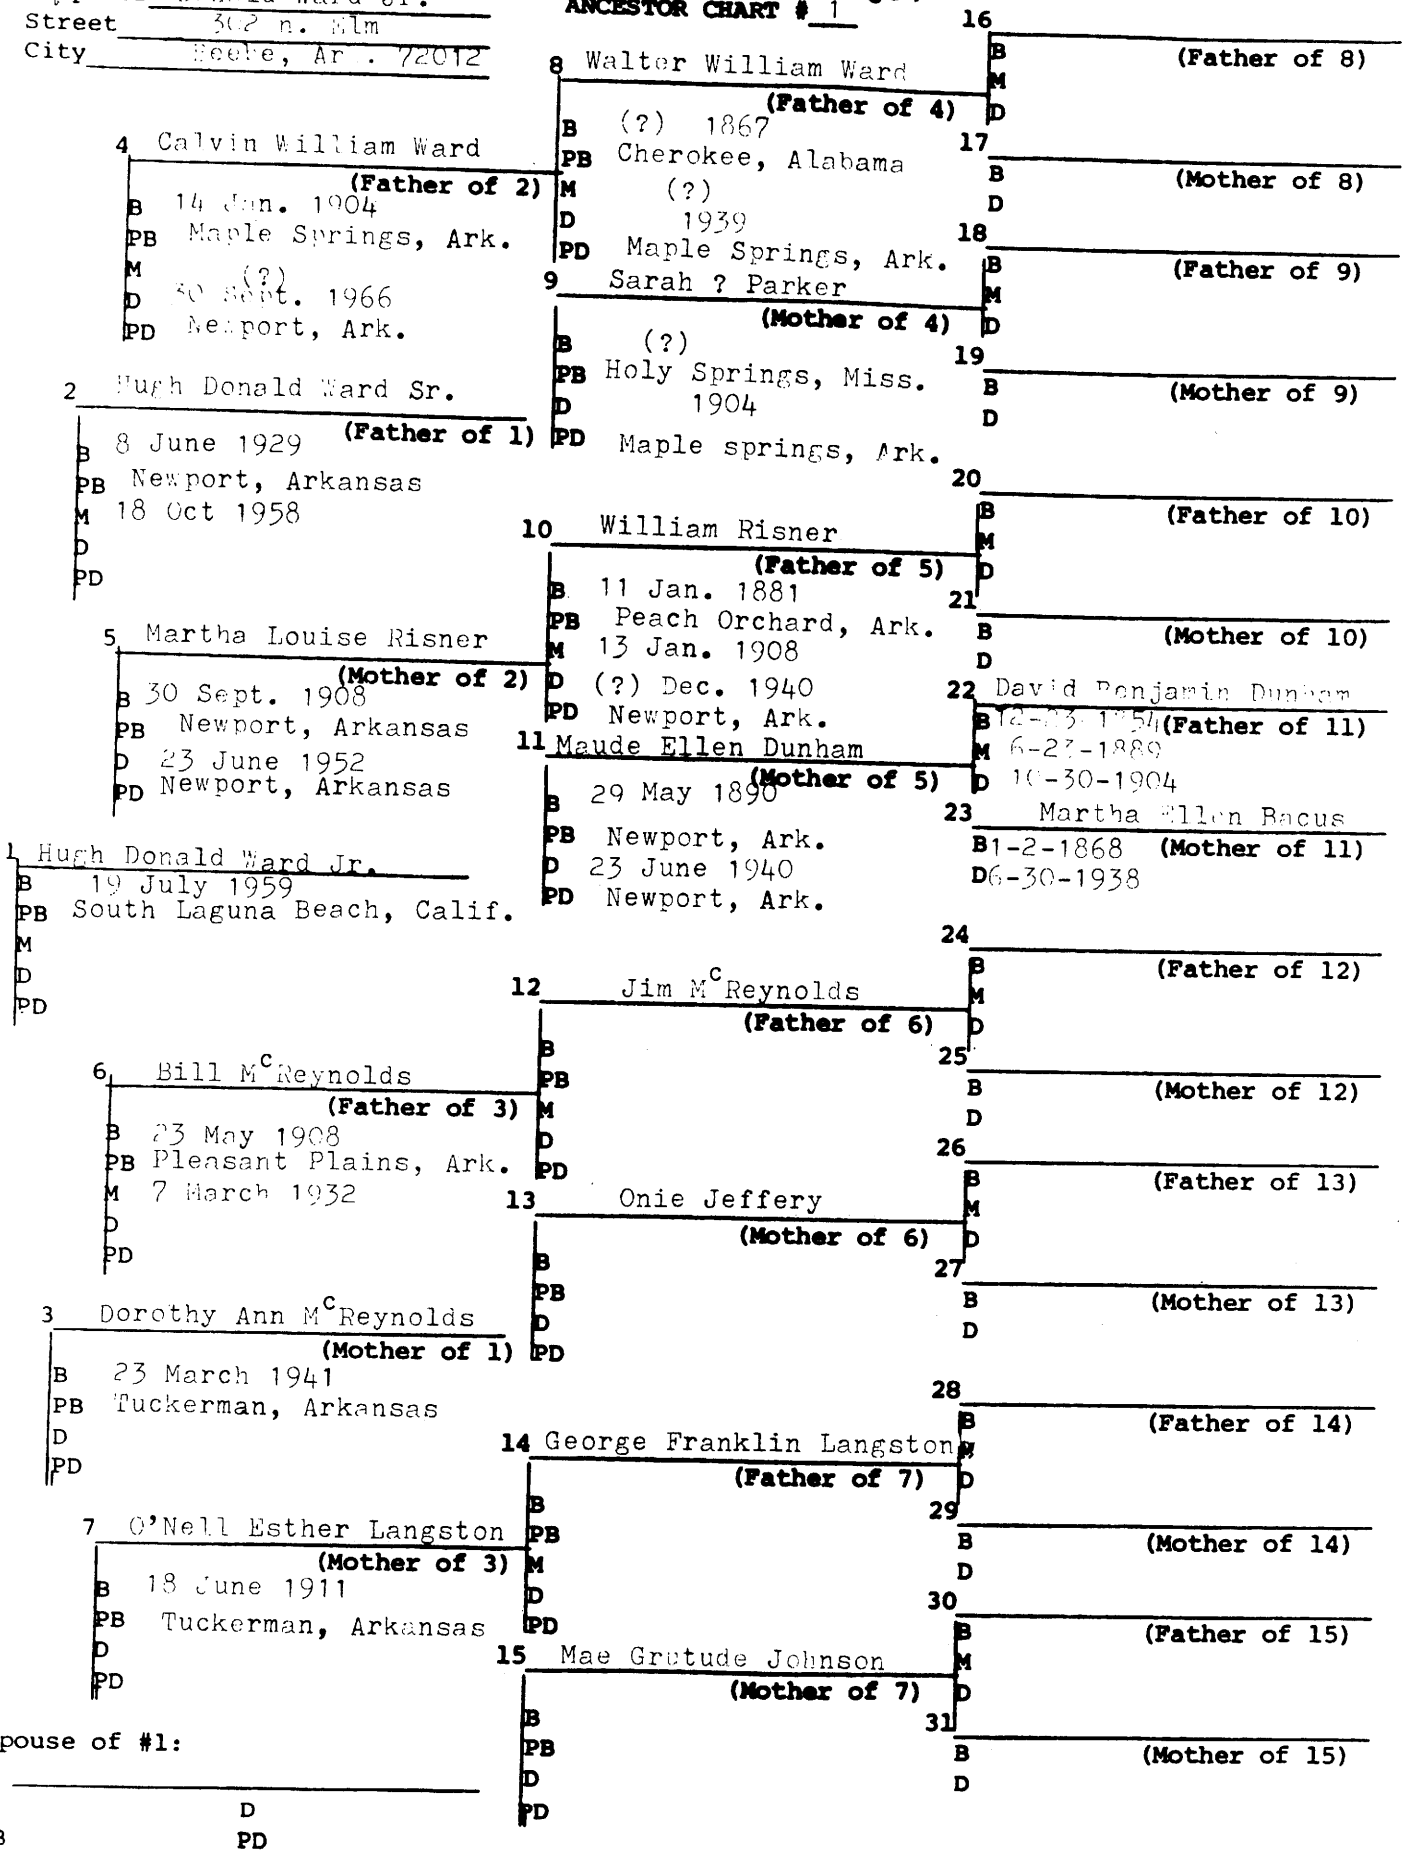 Ward Jr.
Street 302 n. Elm
City Beebe, Ar . 72012
ANCESTOR CHART # 1
1 Hugh Donald Ward Jr.
B 19 July 1959
PB South Laguna Beach, Calif.
M
D
PD
2 Hugh Donald Ward Sr.
(Father of 1)
B 8 June 1929
PB Newport, Arkansas
M 18 Oct 1958
D
PD
3 Dorothy Ann McReynolds
(Mother of 1)
B 23 March 1941
PB Tuckerman, Arkansas
D
PD
4 Calvin William Ward
(Father of 2)
B 14 Jan. 1904
PB Maple Springs, Ark.
M (?)
D 30 Sept. 1966
PD Newport, Ark.
5 Martha Louise Risner
(Mother of 2)
B 30 Sept. 1908
PB Newport, Arkansas
D 23 June 1952
PD Newport, Arkansas
6 Bill McReynolds
(Father of 3)
B 23 May 1908
PB Pleasant Plains, Ark.
M 7 March 1932
D
PD
7 O'Nell Esther Langston
(Mother of 3)
B 18 June 1911
PB Tuckerman, Arkansas
D
PD
pouse of #1:
D
PD
8 Walter William Ward
(Father of 4)
B (?) 1867
PB Cherokee, Alabama
M (?)
D 1939
PD Maple Springs, Ark.
9 Sarah ? Parker
(Mother of 4)
B (?)
PB Holy Springs, Miss.
D 1904
PD Maple springs, Ark.
10 William Risner
(Father of 5)
B 11 Jan. 1881
PB Peach Orchard, Ark.
M 13 Jan. 1908
D (?) Dec. 1940
PD Newport, Ark.
11 Maude Ellen Dunham
(Mother of 5)
B 29 May 1890
PB Newport, Ark.
D 23 June 1940
PD Newport, Ark.
12 Jim McReynolds
(Father of 6)
B
PB
M
D
PD
13 Onie Jeffery
(Mother of 6)
B
PB
D
PD
14 George Franklin Langston
(Father of 7)
B
PB
M
D
PD
15 Mae Grutude Johnson
(Mother of 7)
B
PB
D
PD
16
(Father of 8)
B
M
D
17
(Mother of 8)
B
D
18
(Father of 9)
B
M
D
19
(Mother of 9)
B
D
20
(Father of 10)
B
M
D
21
(Mother of 10)
B
D
22 David Benjamin Dunham
B (Father of 11)
M 6-23-1889
D 10-30-1904
23 Martha Ellen Bacus
B 1-2-1868 (Mother of 11)
D 6-30-1938
24
(Father of 12)
B
M
D
25
(Mother of 12)
B
D
26
(Father of 13)
B
M
D
27
(Mother of 13)
B
D
28
(Father of 14)
B
M
D
29
(Mother of 14)
B
D
30
(Father of 15)
B
M
D
31
(Mother of 15)
B
D